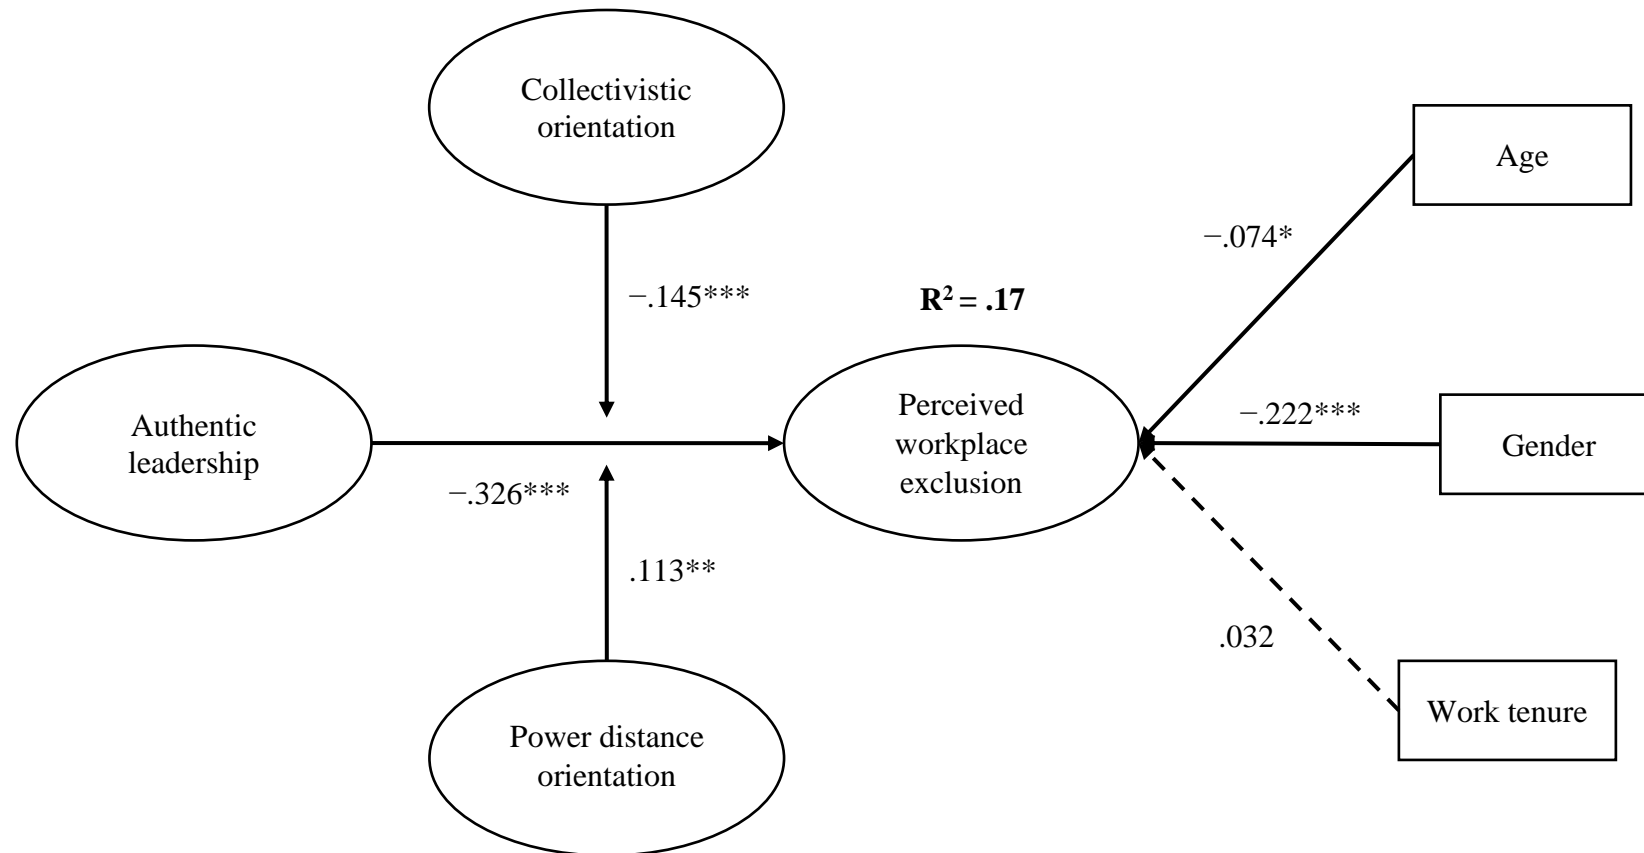 Collectivistic
orientation
Age
−.074*
−.145***
R² = .17
Authentic
leadership
−.326***
Perceived
workplace
exclusion
−.222***
Gender
.113**
.032
Power distance
orientation
Work tenure